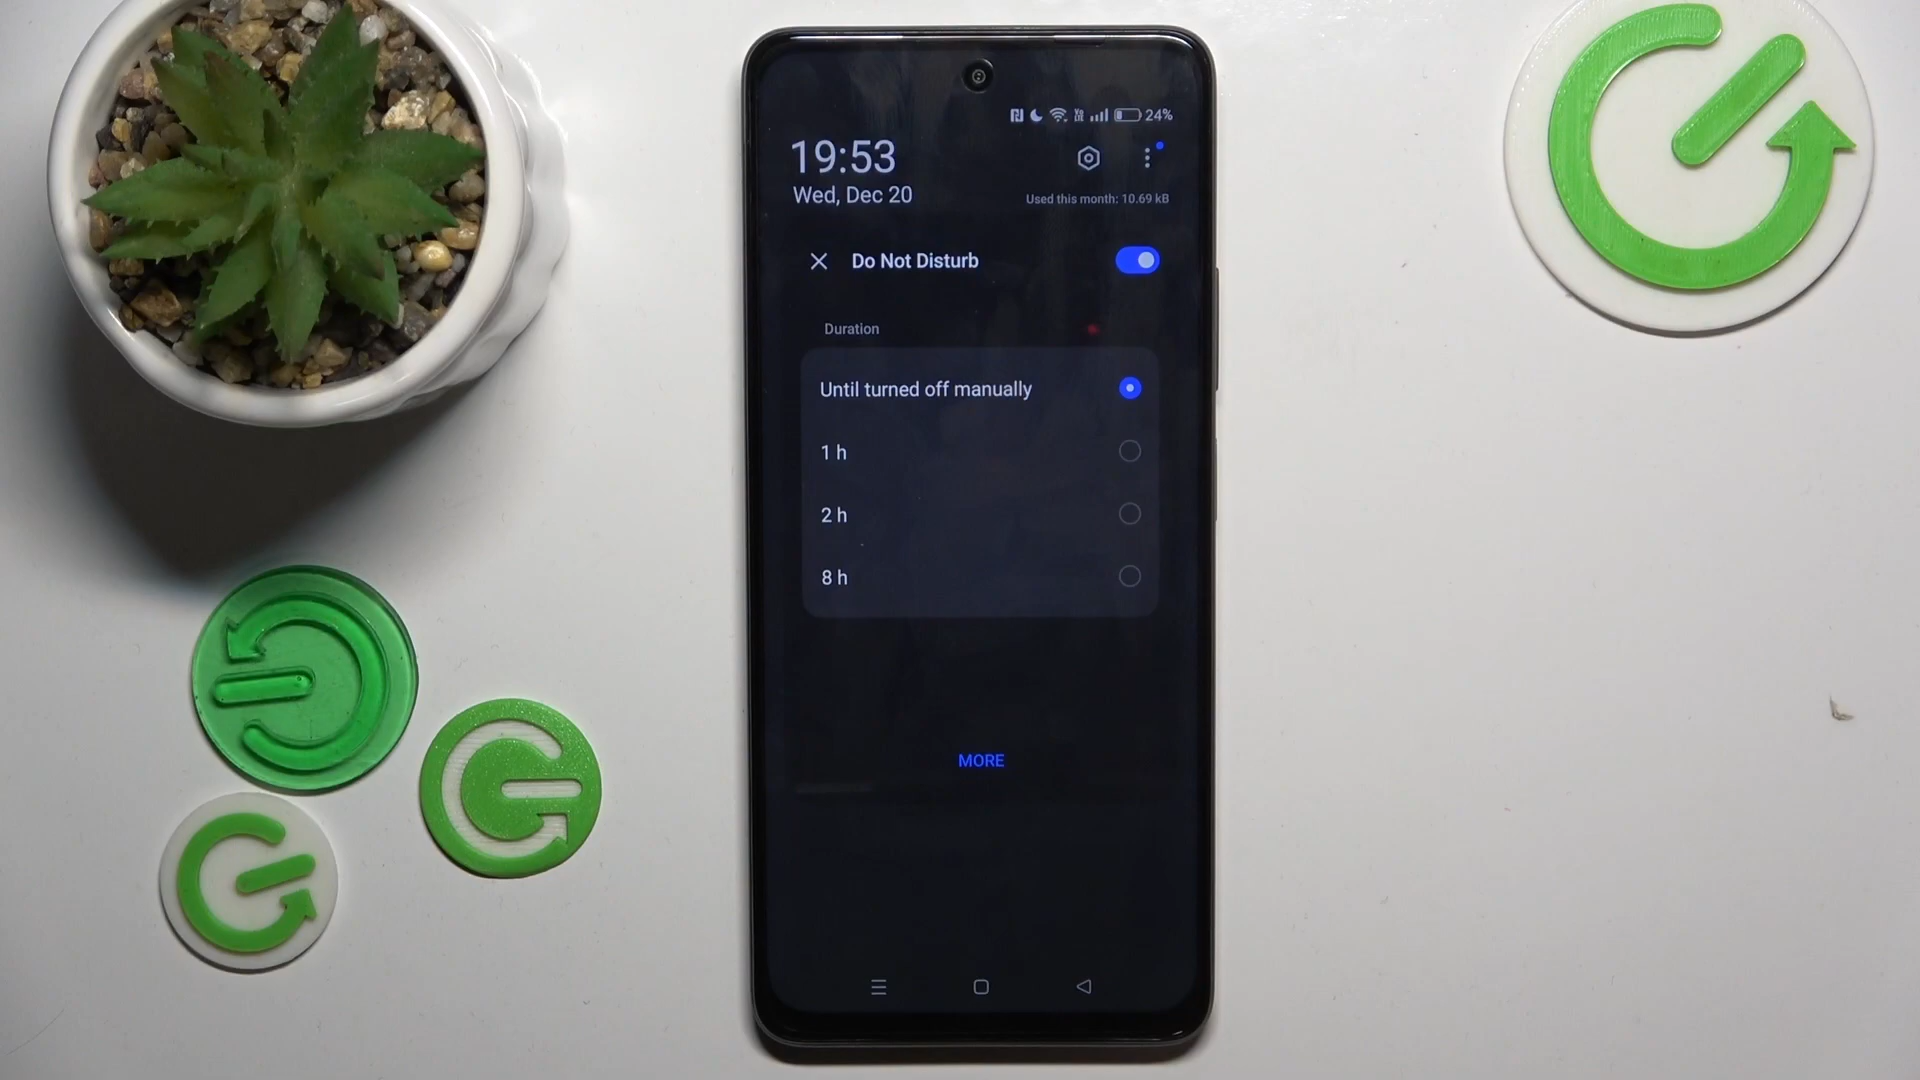 24%
19:53
Wed, Dec 20
Used this month: 10.69 kB
Do Not Disturb
Duration
Until turned off manually
1 h
2 h
8 h
MORE